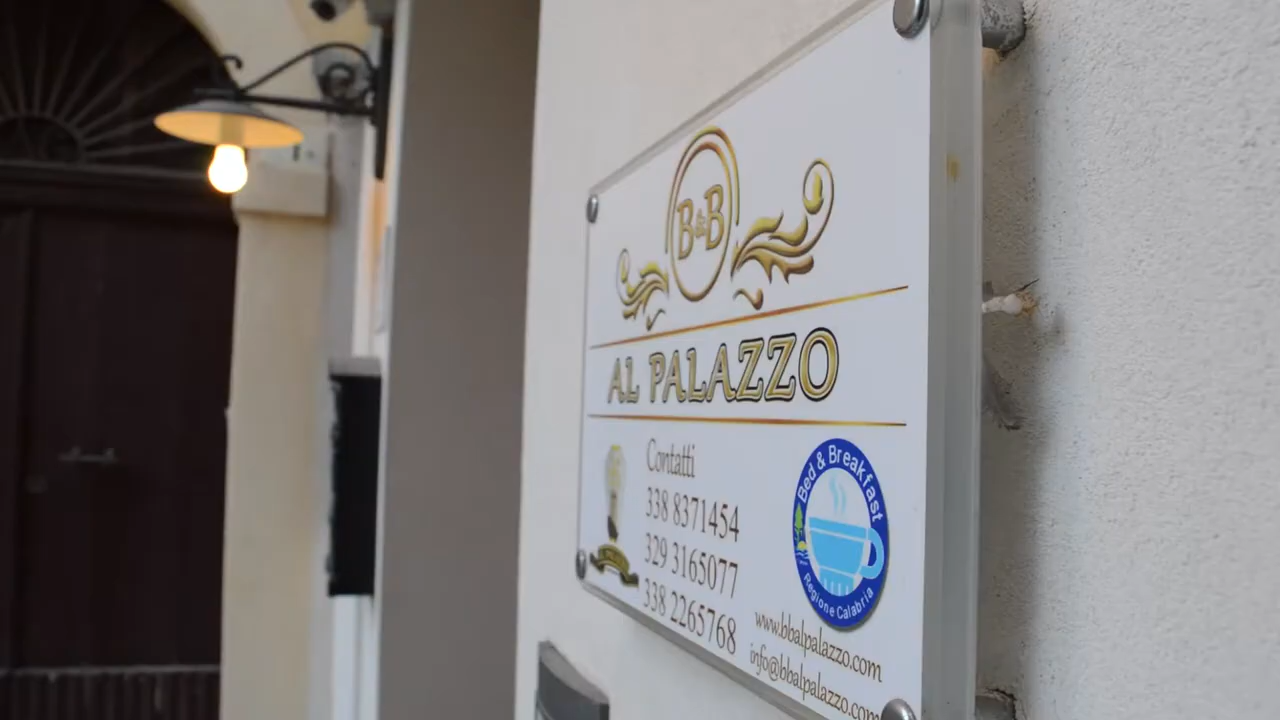 B&B
AL PALAZZO
Contatti
338 8371454
329 3165077
338 2265768
Bed & Breakfast
Regione Calabria
www.bbalpalazzo.com
info@bbalpalazzo.com